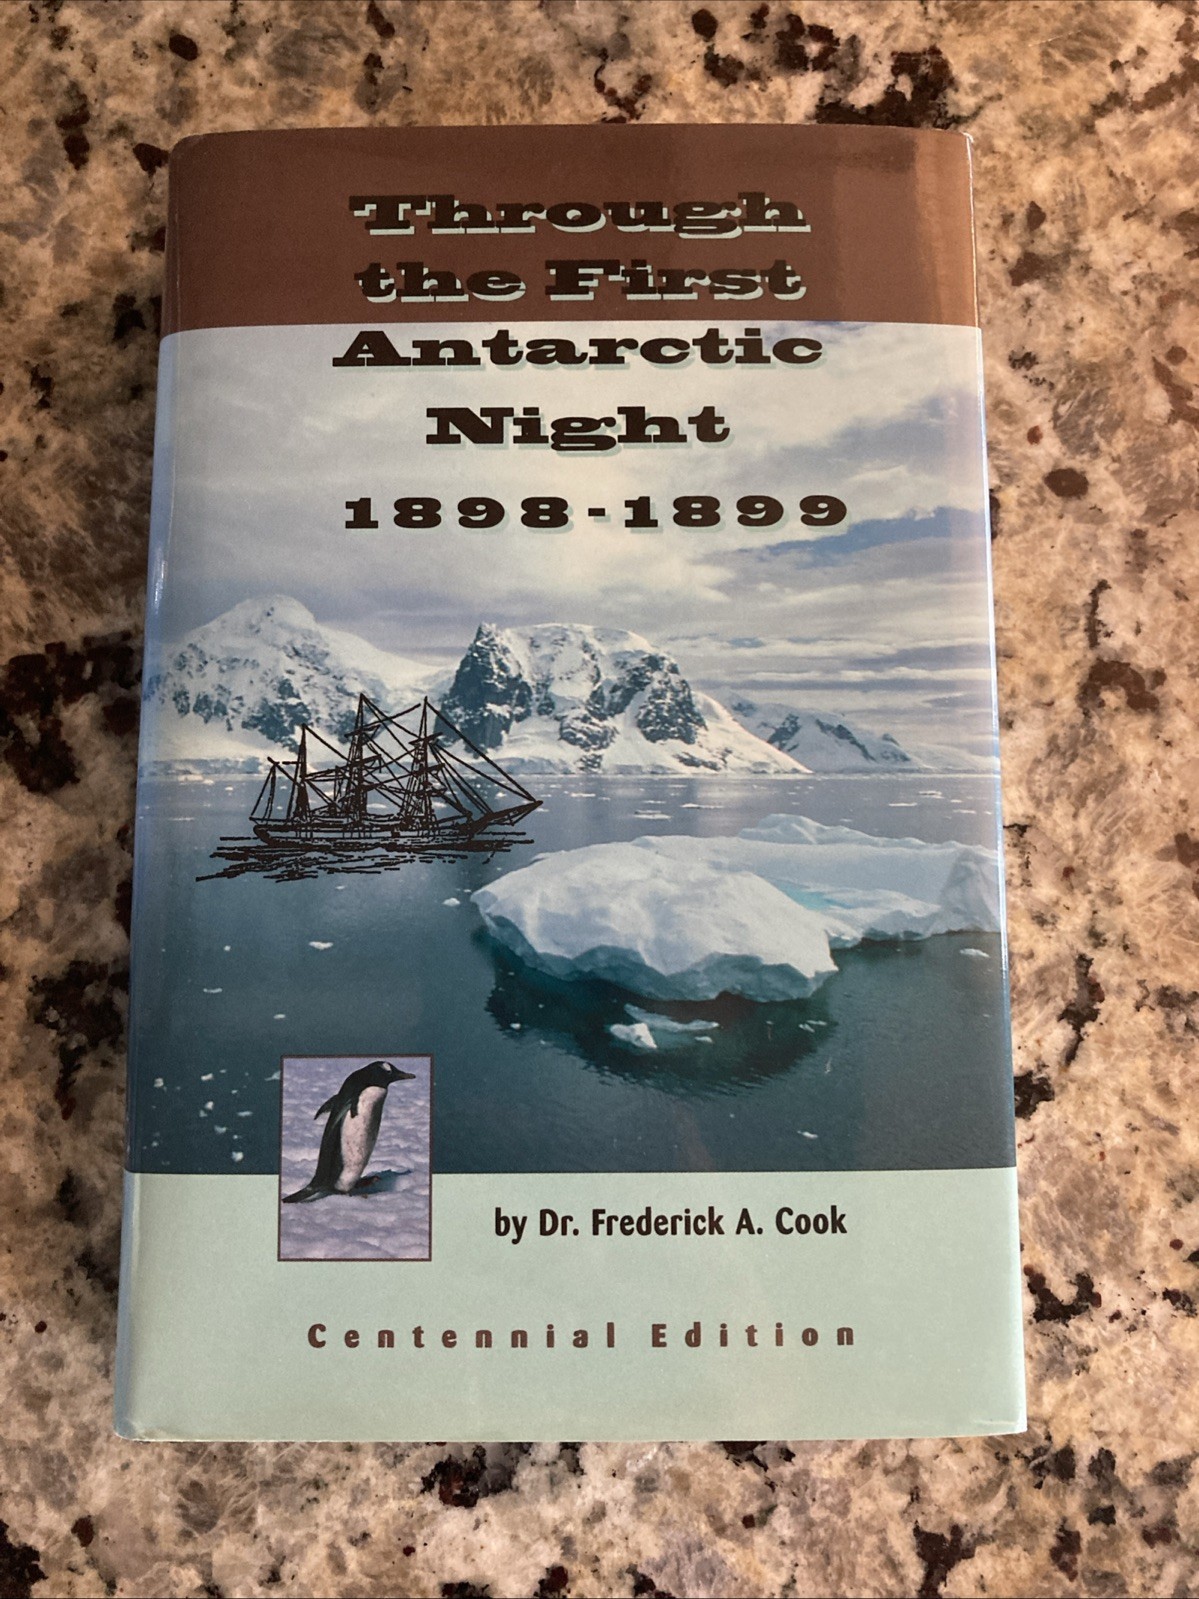 Through
the First
Antarctic
Night
1898-1899
by Dr. Frederick A. Cook
Centennial Edition